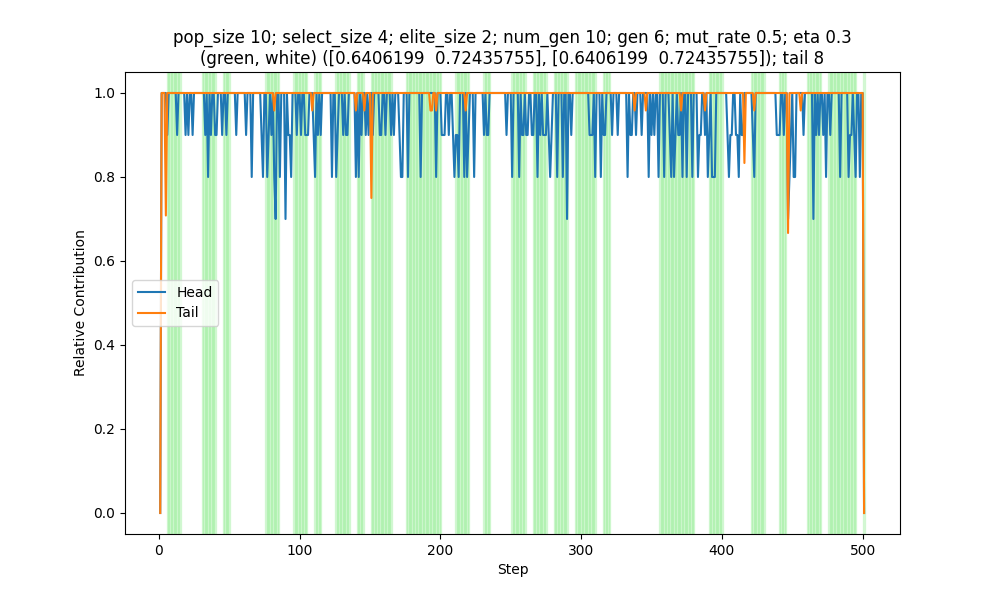 pop_size 10; select_size 4; elite_size 2; num_gen 10; gen 6; mut_rate 0.5; eta 0.3
(green, white) ([0.6406199  0.72435755], [0.6406199  0.72435755]); tail 8
1.0
0.8
0.6
0.4
0.2
0.0
Relative Contribution
Head
Tail
0
100
200
300
400
500
Step